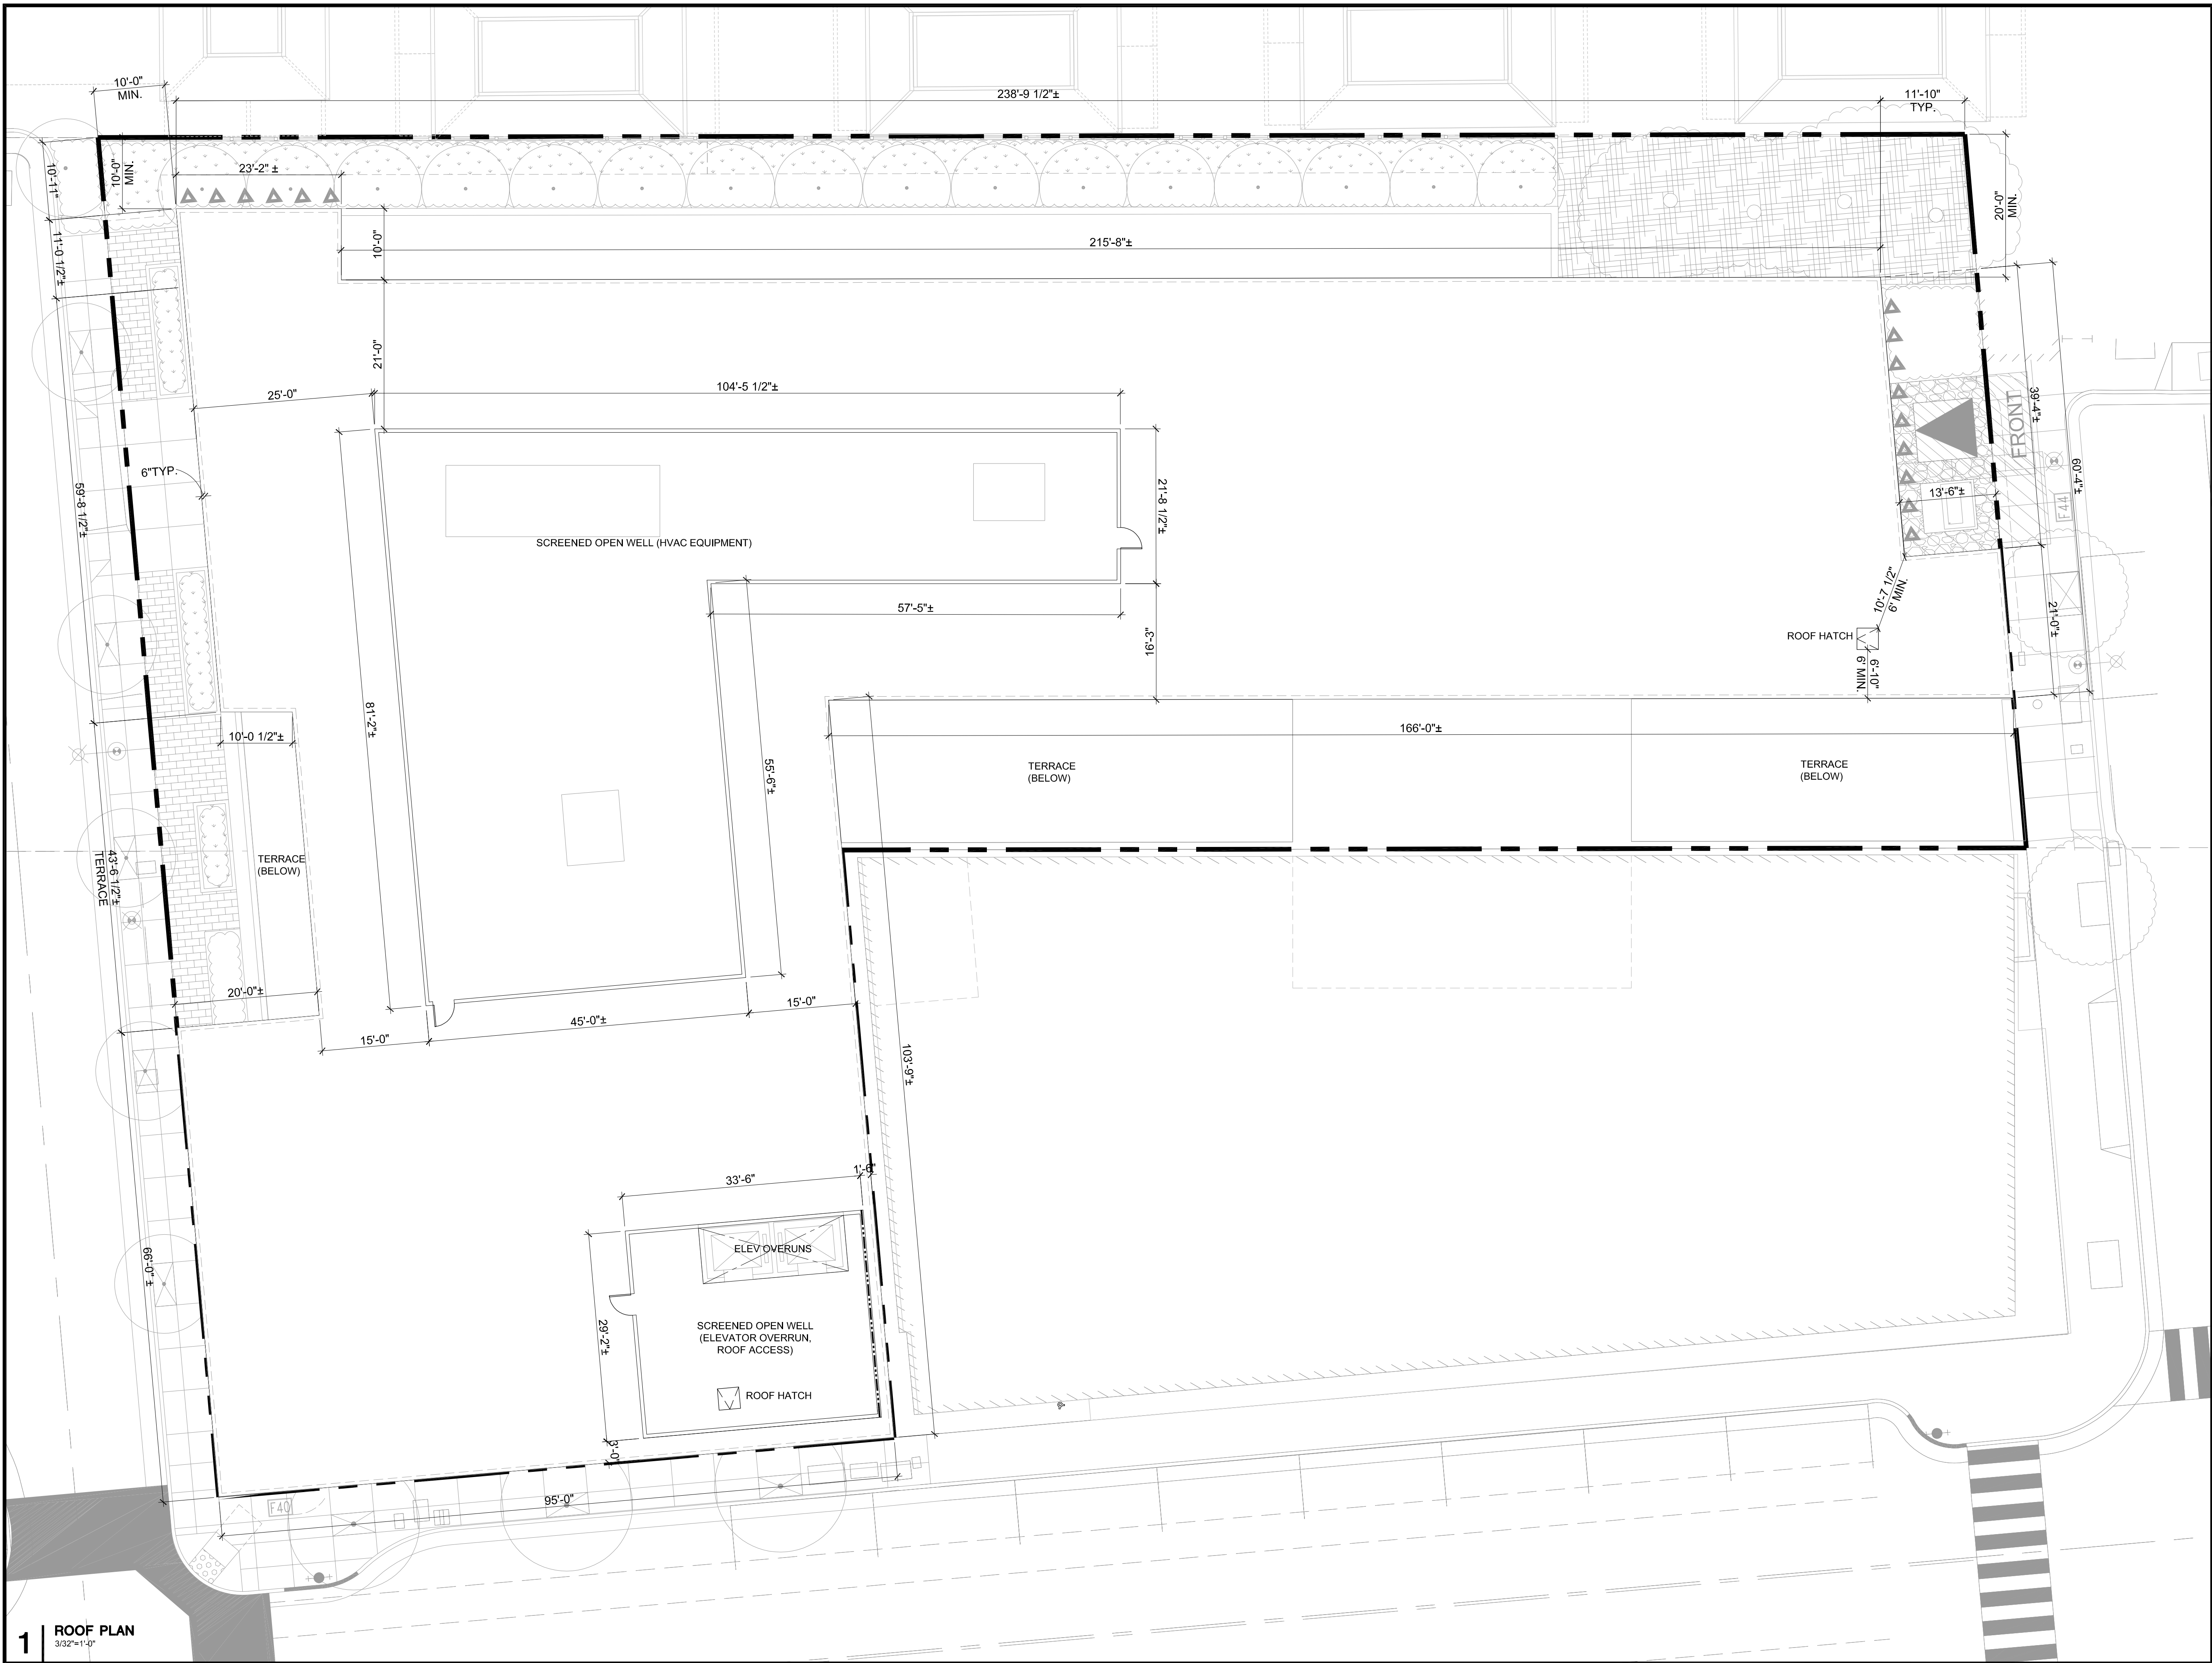 10'-0"
MIN.
238'-9 1/2"±
11'-10"
TYP.
10'-11"
10'-0"
MIN.
23'-2" ±
20'-0"
MIN.
11'-0 1/2"±
10'-0"
215'-8"±
21'-0"
25'-0"
104'-5 1/2"±
39'-4"±
FRONT
60'-4"±
6"TYP.
59'-8 1/2"±
21'-8 1/2"±
13'-6"±
F44
SCREENED OPEN WELL (HVAC EQUIPMENT)
57'-5"±
10'-7 1/2"
6' MIN.
21'-0"±
16'-3"
ROOF HATCH
6'-10"
6' MIN.
81'-2"±
10'-0 1/2"±
166'-0"±
55'-6"±
TERRACE
(BELOW)
TERRACE
(BELOW)
43'-6 1/2"±
TERRACE
TERRACE
(BELOW)
20'-0"±
15'-0"
45'-0"±
15'-0"
103'-9"±
33'-6"
1'-6"
66'-0"±
ELEV OVERUNS
29'-2"±
SCREENED OPEN WELL
(ELEVATOR OVERRUN,
ROOF ACCESS)
ROOF HATCH
3'-0"
95'-0"
F40
1
ROOF PLAN
3/32"=1'-0"